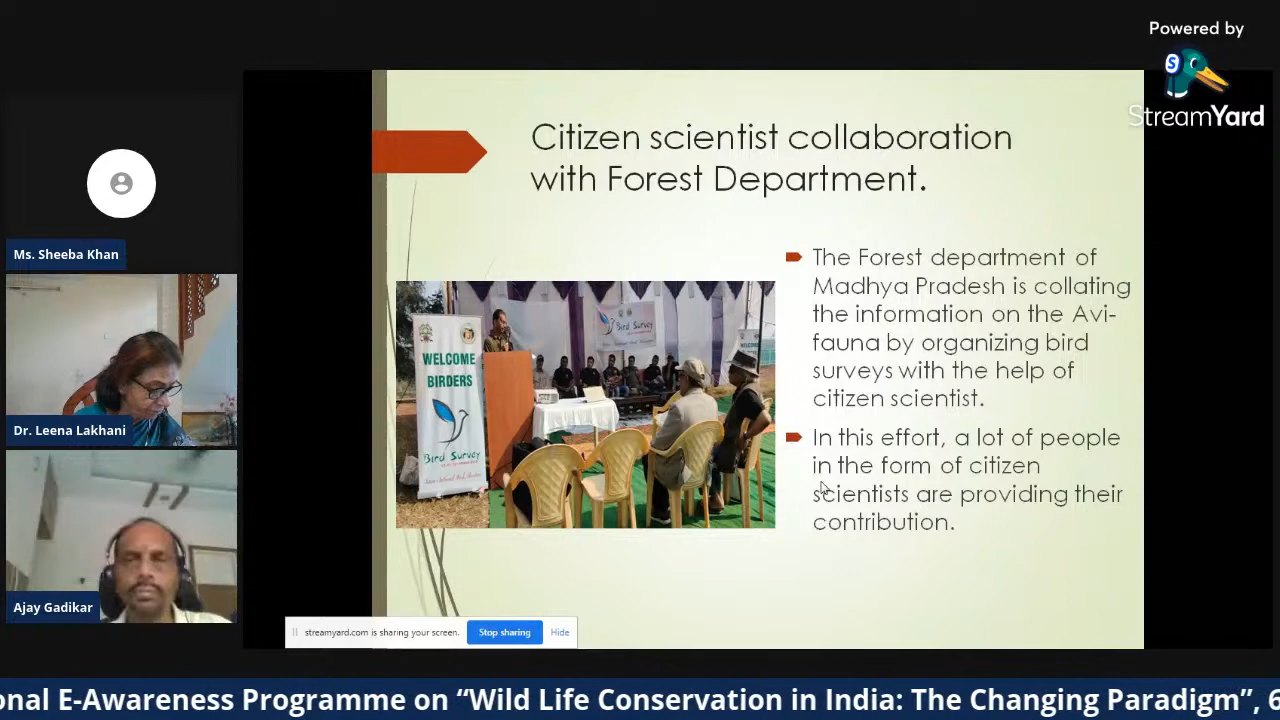 Powered by
S
StreamYard
Citizen scientist collaboration
with Forest Department.
The Forest department of
Madhya Pradesh is collating
the information on the Avi-
fauna by organizing bird
surveys with the help of
citizen scientist.
In this effort, a lot of people
in the form of citizen
scientists are providing their
contribution.
WELCOME
BIRDERS
Bird Survey
Bird Survey
Ms. Sheeba Khan
Dr. Leena Lakhani
Ajay Gadikar
streamyard.com is sharing your screen.
Stop sharing
Hide
onal E-Awareness Programme on “Wild Life Conservation in India: The Changing Paradigm”, 6